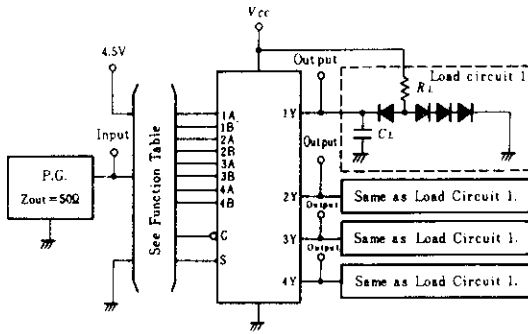 Vcc
4.5V
Output
Load circuit 1
RL
1Y
CL
Input
1A
1B
2A
2B
3A
3B
4A
4B
P.G.
Zout = 50Ω
See Function Table
G
S
Output
2Y
Same as Load Circuit 1.
Output
3Y
Same as Load Circuit 1.
Output
4Y
Same as Load Circuit 1.